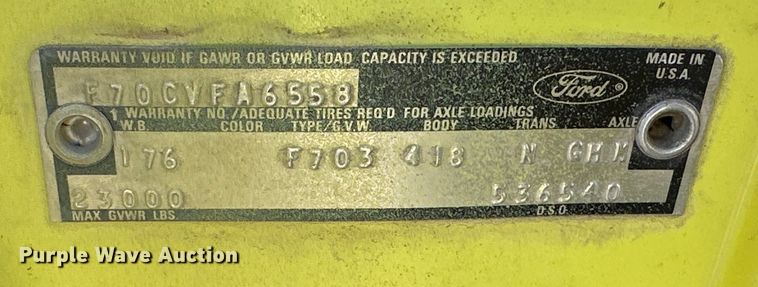 WARRANTY VOID IF GAWR OR GVWR LOAD CAPACITY IS EXCEEDED
MADE IN U.S.A.
F70CVFA6558
Ford®
1 WARRANTY NO./ADEQUATE TIRES REQ'D FOR AXLE LOADINGS
W.B. COLOR TYPE/G.V.W. BODY TRANS. AXLE
176 F703 418 N
23000 536540
MAX GVWR LBS D.S.O.
Purple Wave Auction